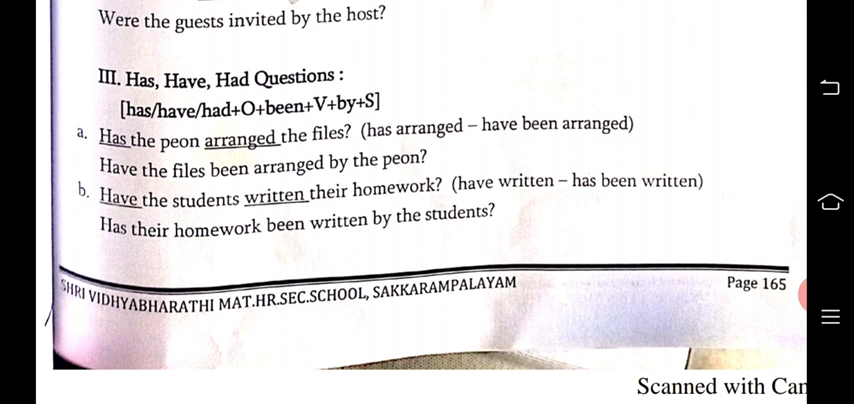 Were the guests invited by the host?
III. Has, Have, Had Questions :
[has/have/had+O+been+V+by+S]
a. Has the peon arranged the files? (has arranged – have been arranged)
Have the files been arranged by the peon?
b. Have the students written their homework? (have written – has been written)
Has their homework been written by the students?
SHRI VIDHYABHARATHI MAT.HR.SEC.SCHOOL, SAKKARAMPALAYAM
Page 165
Scanned with Can